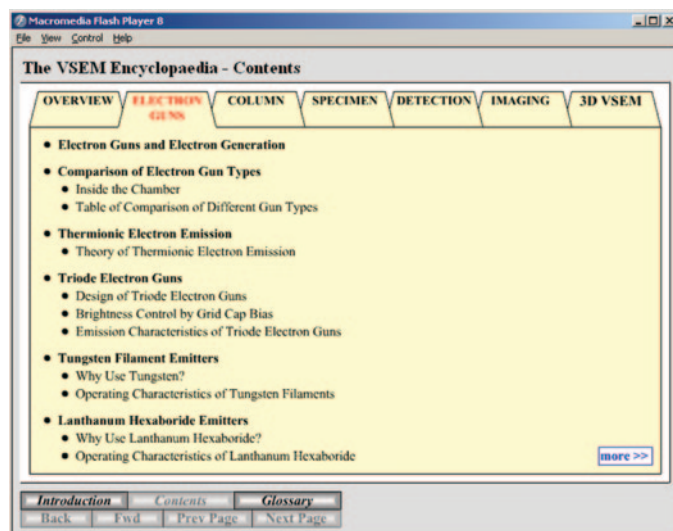 Macromedia Flash Player 8
File View Control Help
The VSEM Encyclopaedia - Contents
OVERVIEW ELECTRON GUNS COLUMN SPECIMEN DETECTION IMAGING 3D VSEM
• Electron Guns and Electron Generation
• Comparison of Electron Gun Types
• Inside the Chamber
• Table of Comparison of Different Gun Types
• Thermionic Electron Emission
• Theory of Thermionic Electron Emission
• Triode Electron Guns
• Design of Triode Electron Guns
• Brightness Control by Grid Cap Bias
• Emission Characteristics of Triode Electron Guns
• Tungsten Filament Emitters
• Why Use Tungsten?
• Operating Characteristics of Tungsten Filaments
• Lanthanum Hexaboride Emitters
• Why Use Lanthanum Hexaboride?
• Operating Characteristics of Lanthanum Hexaboride
more >>
Introduction Contents Glossary
Back Fwd Prev Page Next Page